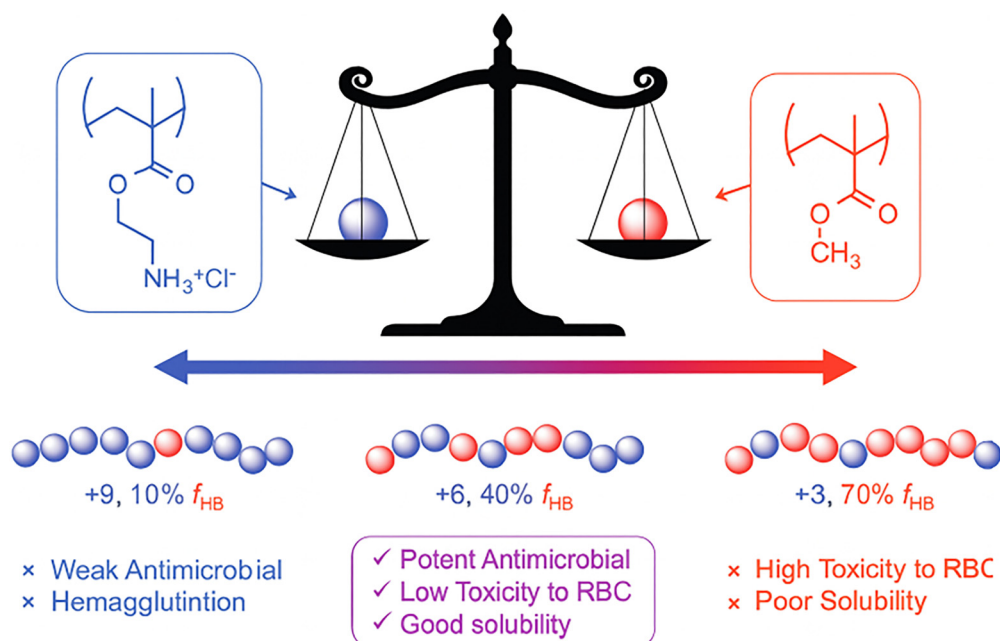 O
O
NH₃⁺Cl⁻
O
O
CH₃
+9, 10% fHB
+6, 40% fHB
+3, 70% fHB
× Weak Antimicrobial
× Hemagglutintion
✓ Potent Antimicrobial
✓ Low Toxicity to RBC
✓ Good solubility
× High Toxicity to RBC
× Poor Solubility